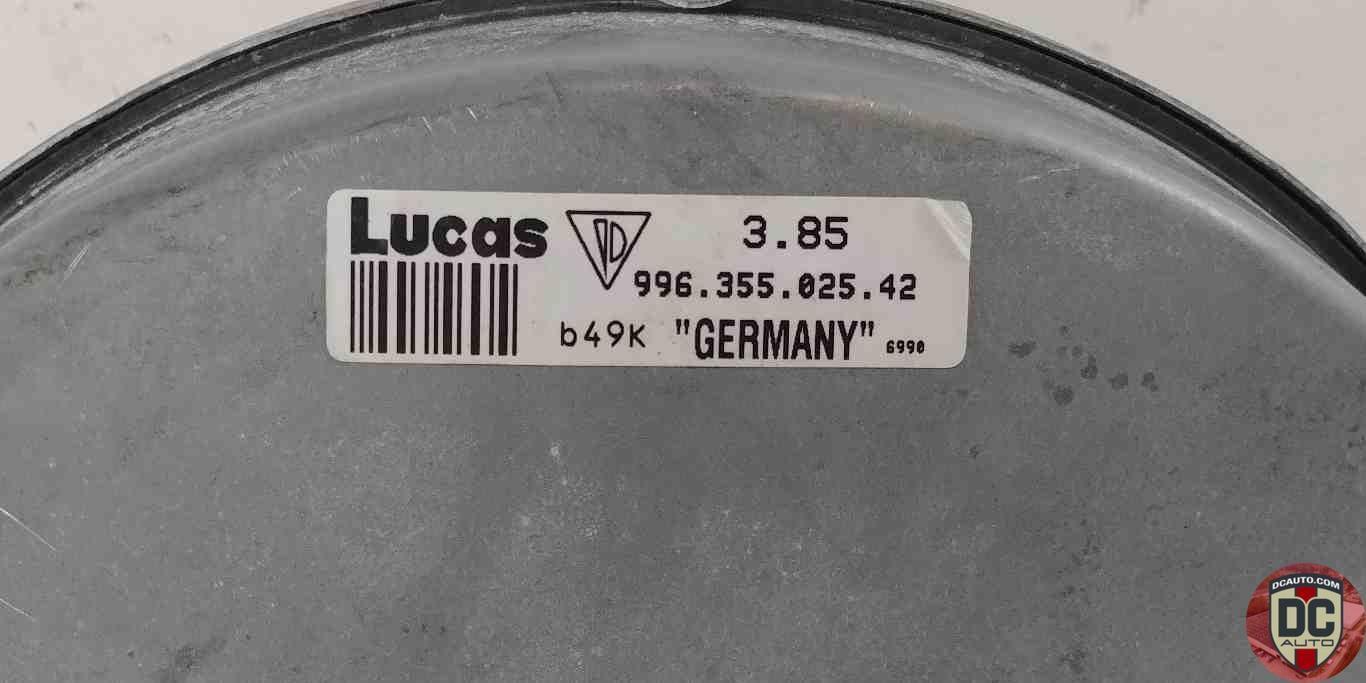 Lucas
3.85
996.355.025.42
b49K "GERMANY" 6990
DCAUTO.COM
DC
AUTO